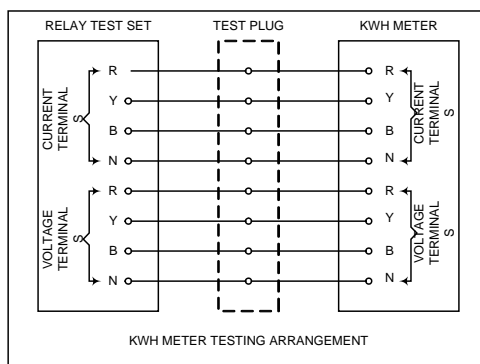 RELAY TEST SET TEST PLUG KWH METER
R R
Y Y
B B
N N
R R
Y Y
B B
N N
CURRENT
TERMINAL
S
VOLTAGE
TERMINAL
S
CURRENT
TERMINAL
S
VOLTAGE
TERMINAL
S
KWH METER TESTING ARRANGEMENT